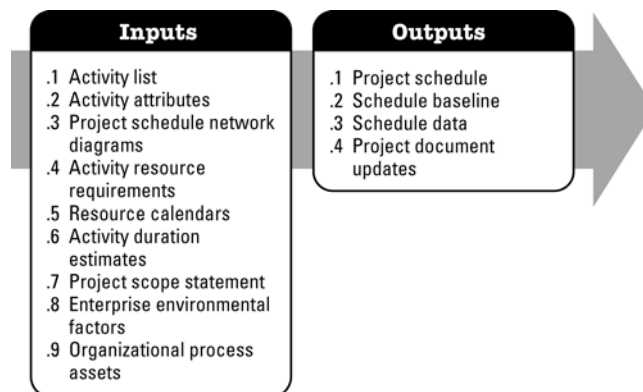 Inputs
.1 Activity list
.2 Activity attributes
.3 Project schedule network
diagrams
.4 Activity resource
requirements
.5 Resource calendars
.6 Activity duration
estimates
.7 Project scope statement
.8 Enterprise environmental
factors
.9 Organizational process
assets
Outputs
.1 Project schedule
.2 Schedule baseline
.3 Schedule data
.4 Project document
updates